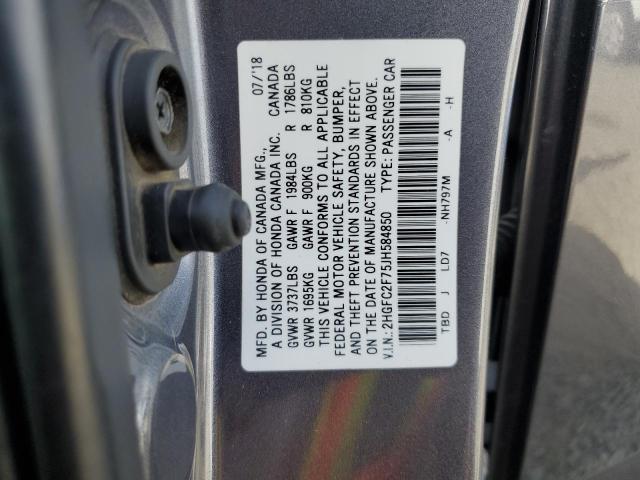 MFD. BY HONDA OF CANADA MFG., 07/'18
A DIVISION OF HONDA CANADA INC. CANADA
GVWR 3737LBS GAWR F 1984LBS R 1786LBS
GVWR 1695KG GAWR F 900KG R 810KG
THIS VEHICLE CONFORMS TO ALL APPLICABLE
FEDERAL MOTOR VEHICLE SAFETY, BUMPER,
AND THEFT PREVENTION STANDARDS IN EFFECT
ON THE DATE OF MANUFACTURE SHOWN ABOVE.
V.I.N.: 2HGFC2F75JH584850 TYPE: PASSENGER CAR
TBD J LD7 -NH797M -A -H